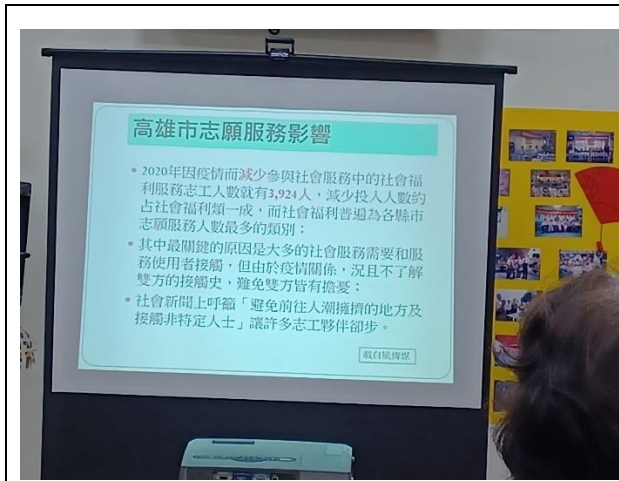 高雄市志願服務影響
• 2020年因疫情而減少參與社會服務中的社會福
利服務志工人數就有3,924人，減少投入人數約
占社會福利類一成，而社會福利普遍為各縣市
志願服務人數最多的類別；
• 其中最關鍵的原因是大多的社會服務需要和服
務使用者接觸，但由於疫情關係，況且不了解
雙方的接觸史，難免雙方皆有擔憂；
• 社會新聞上呼籲「避免前往人潮擁擠的地方及
接觸非特定人士」讓許多志工夥伴卻步。
載自風傳媒